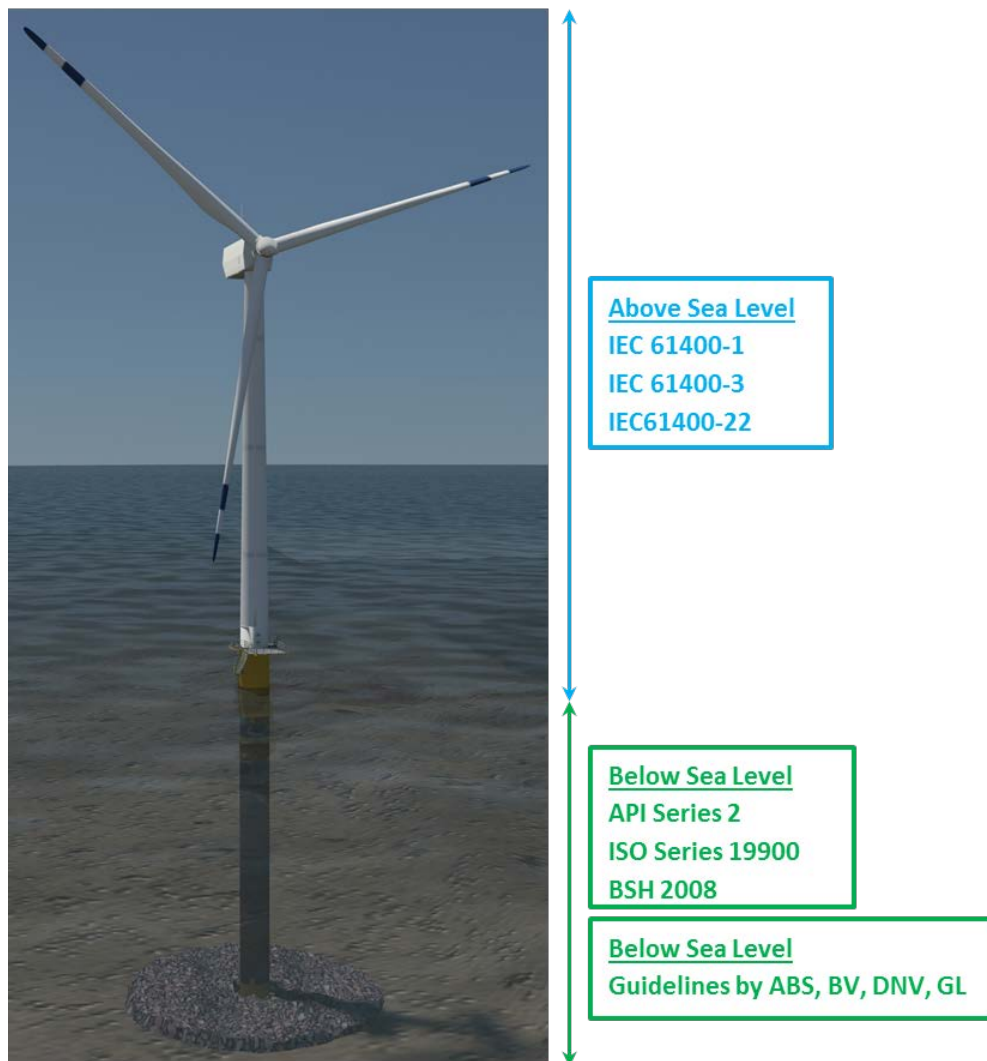 Above Sea Level
IEC 61400-1
IEC 61400-3
IEC61400-22
Below Sea Level
API Series 2
ISO Series 19900
BSH 2008
Below Sea Level
Guidelines by ABS, BV, DNV, GL